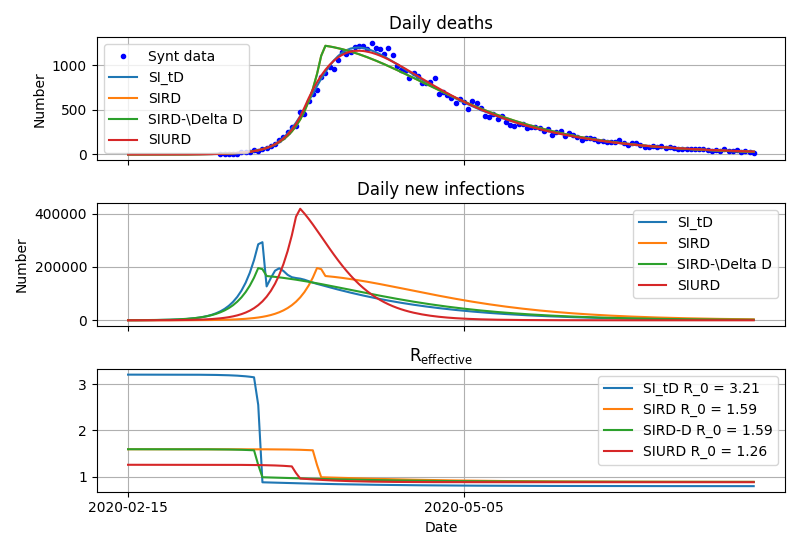 Daily deaths
Number
1000
500
0
Synt data
SI_tD
SIRD
SIRD-\Delta D
SIURD
Daily new infections
Number
400000
200000
0
SI_tD
SIRD
SIRD-\Delta D
SIURD
R_effective
3
2
1
SI_tD R_0 = 3.21
SIRD R_0 = 1.59
SIRD-D R_0 = 1.59
SIURD R_0 = 1.26
2020-02-15
2020-05-05
Date